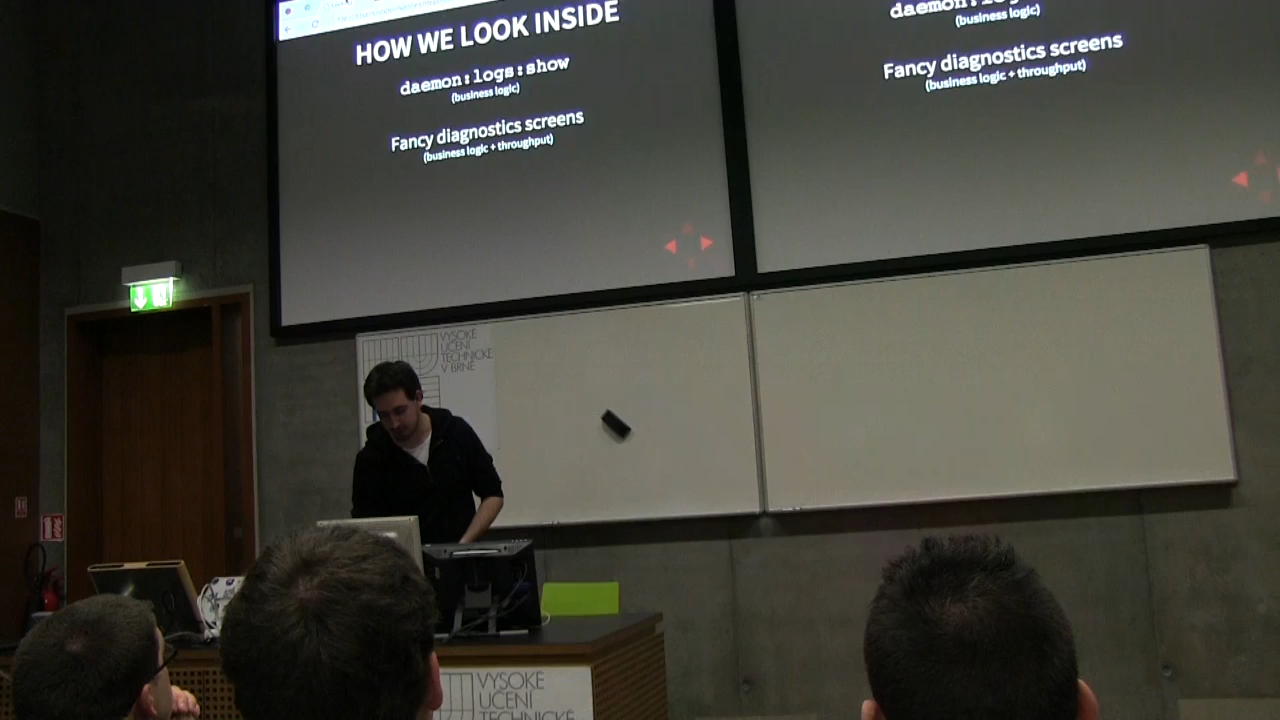 HOW WE LOOK INSIDE
daemon:logs:show
(business logic)
Fancy diagnostics screens
(business logic + throughput)
(business logic)
Fancy diagnostics screens
(business logic + throughput)
VYSOKÉ
UČENÍ
TECHNICKÉ
V BRNĚ
VYSOKÉ
UČENÍ
TECHNICKÉ